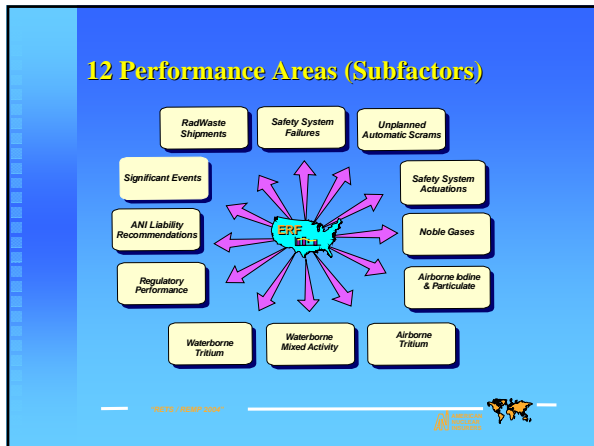 12 Performance Areas (Subfactors)
RadWaste
Shipments
Safety System
Failures
Unplanned
Automatic Scrams
Significant Events
Safety System
Actuations
ANI Liability
Recommendations
ERF
Noble Gases
Regulatory
Performance
Airborne Iodine
& Particulate
Waterborne
Tritium
Waterborne
Mixed Activity
Airborne
Tritium